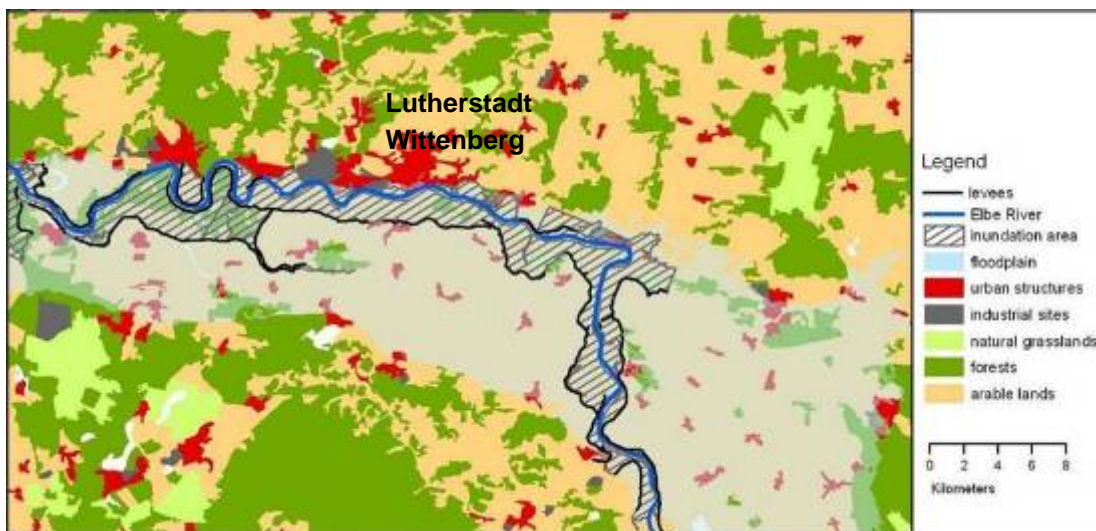 Lutherstadt
Wittenberg
Legend
levees
Elbe River
inundation area
floodplain
urban structures
industrial sites
natural grasslands
forests
arable lands
0 2 4 6 8
Kilometers